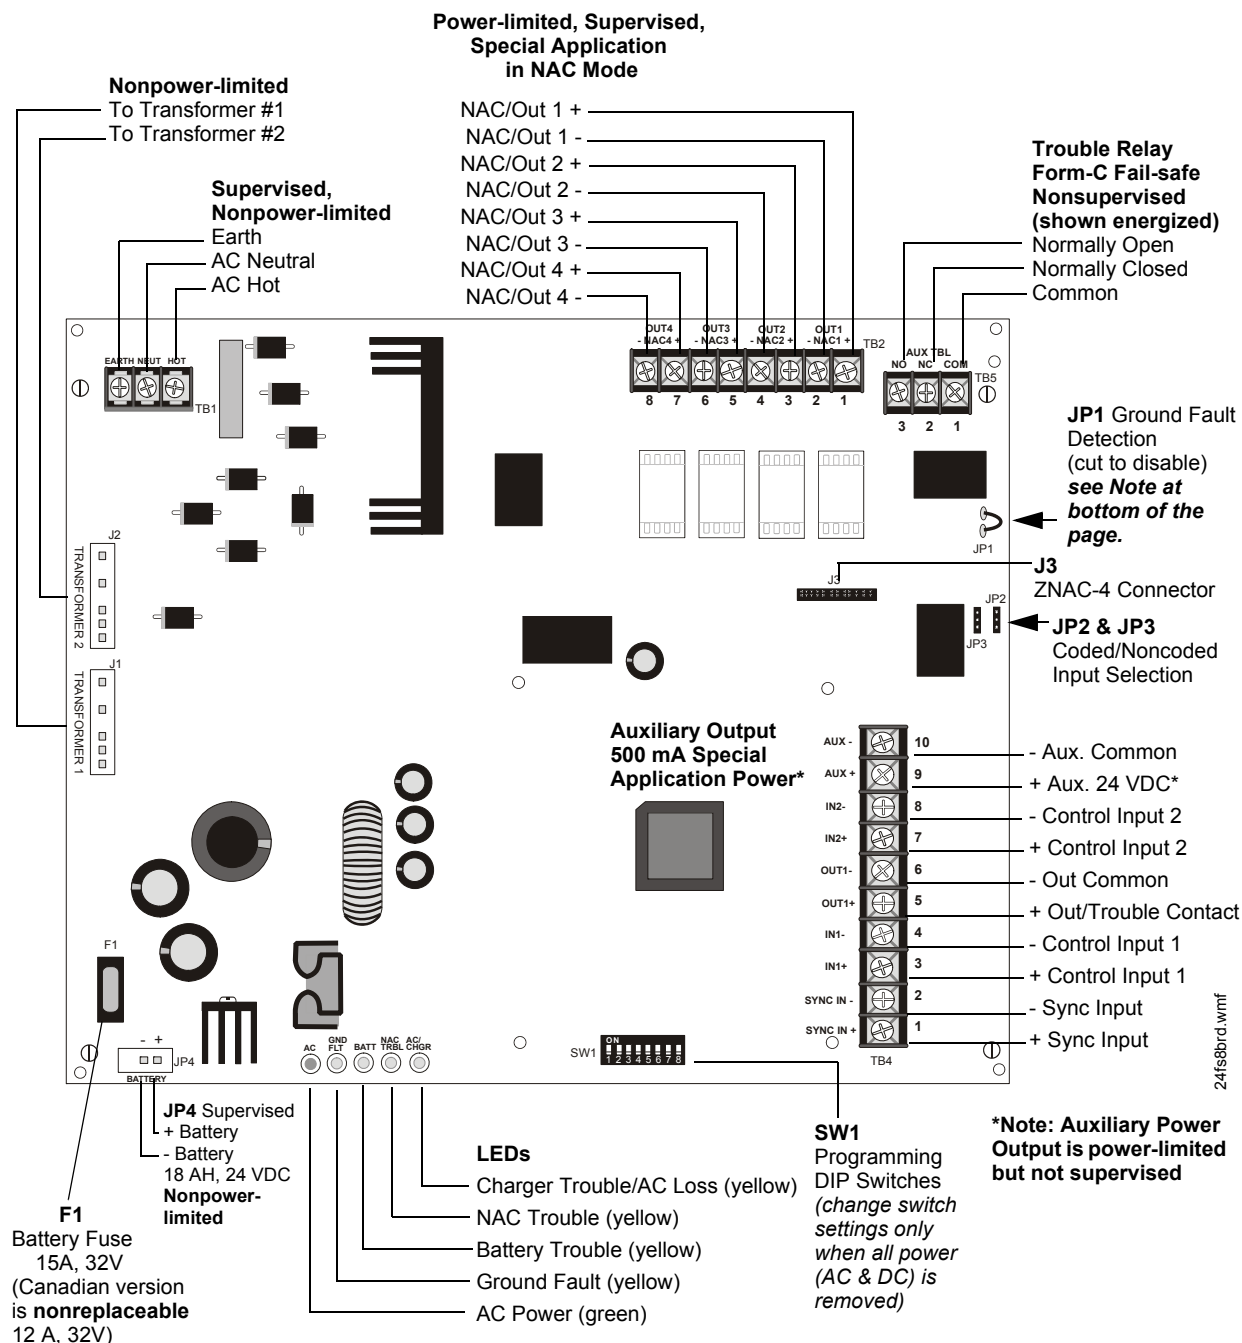 Power-limited, Supervised,
Special Application
in NAC Mode
Nonpower-limited
To Transformer #1
To Transformer #2
Supervised,
Nonpower-limited
Earth
AC Neutral
AC Hot
NAC/Out 1 +
NAC/Out 1 -
NAC/Out 2 +
NAC/Out 2 -
NAC/Out 3 +
NAC/Out 3 -
NAC/Out 4 +
NAC/Out 4 -
Trouble Relay
Form-C Fail-safe
Nonsupervised
(shown energized)
Normally Open
Normally Closed
Common
EARTH NEUT HOT
TB1
OUT4 OUT3 OUT2 OUT1
- NAC4 + - NAC3 + - NAC2 + - NAC1 +
TB2
8 7 6 5 4 3 2 1
AUX TBL
NO NC COM
TB5
3 2 1
JP1 Ground Fault
Detection
(cut to disable)
see Note at
bottom of the
page.
JP1
J3
J3
ZNAC-4 Connector
JP2
JP3
JP2 & JP3
Coded/Noncoded
Input Selection
J2
TRANSFORMER 2
J1
TRANSFORMER 1
Auxiliary Output
500 mA Special
Application Power*
AUX - 10 - Aux. Common
AUX + 9 + Aux. 24 VDC*
IN2- 8 - Control Input 2
IN2+ 7 + Control Input 2
OUT1- 6 - Out Common
OUT1+ 5 + Out/Trouble Contact
IN1- 4 - Control Input 1
IN1+ 3 + Control Input 1
SYNC IN - 2 - Sync Input
SYNC IN + 1 + Sync Input
TB4
24fs8brd.wmf
F1
- +
JP4
BATTERY
AC
GND FLT
BATT
NAC TRBL
AC/ CHGR
SW1
ON
1 2 3 4 5 6 7 8
JP4 Supervised
+ Battery
- Battery
18 AH, 24 VDC
Nonpower-
limited
F1
Battery Fuse
15A, 32V
(Canadian version
is nonreplaceable
12 A, 32V)
LEDs
Charger Trouble/AC Loss (yellow)
NAC Trouble (yellow)
Battery Trouble (yellow)
Ground Fault (yellow)
AC Power (green)
SW1
Programming
DIP Switches
(change switch
settings only
when all power
(AC & DC) is
removed)
*Note: Auxiliary Power
Output is power-limited
but not supervised